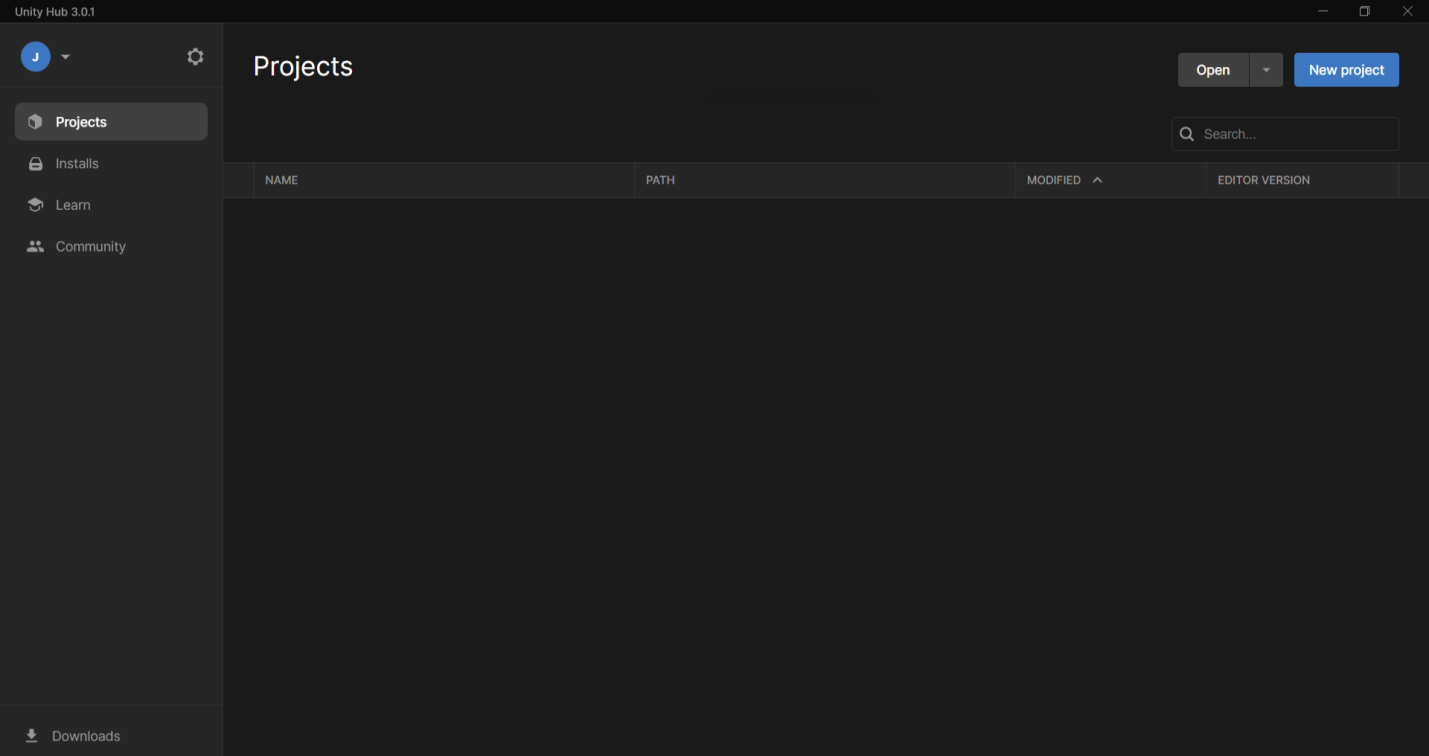 Unity Hub 3.0.1
J
Projects
Installs
Learn
Community
Downloads
Projects
Open
New project
Search...
NAME PATH MODIFIED EDITOR VERSION